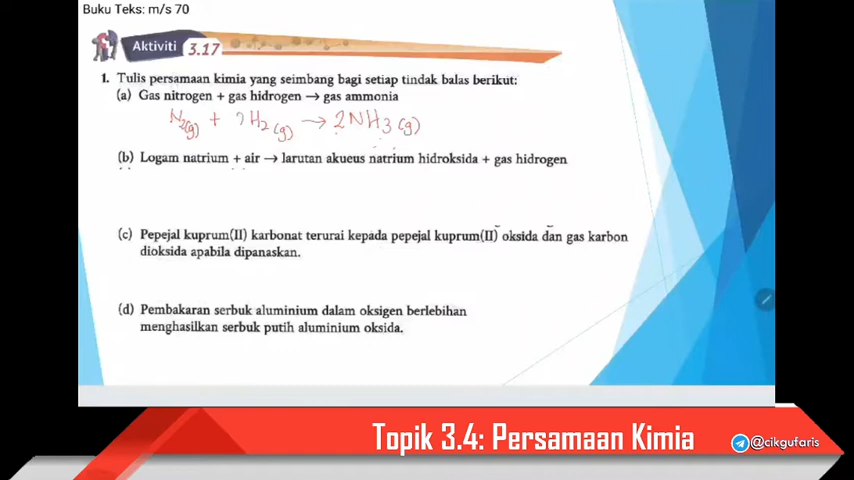 Buku Teks: m/s 70
Aktiviti 3.17
1. Tulis persamaan kimia yang seimbang bagi setiap tindak balas berikut:
(a) Gas nitrogen + gas hidrogen → gas ammonia
N2(g) + H2(g) → 2NH3(g)
(b) Logam natrium + air → larutan akueus natrium hidroksida + gas hidrogen
(c) Pepejal kuprum(II) karbonat terurai kepada pepejal kuprum(II) oksida dan gas karbon
dioksida apabila dipanaskan.
(d) Pembakaran serbuk aluminium dalam oksigen berlebihan
menghasilkan serbuk putih aluminium oksida.
Topik 3.4: Persamaan Kimia
@cikgufaris